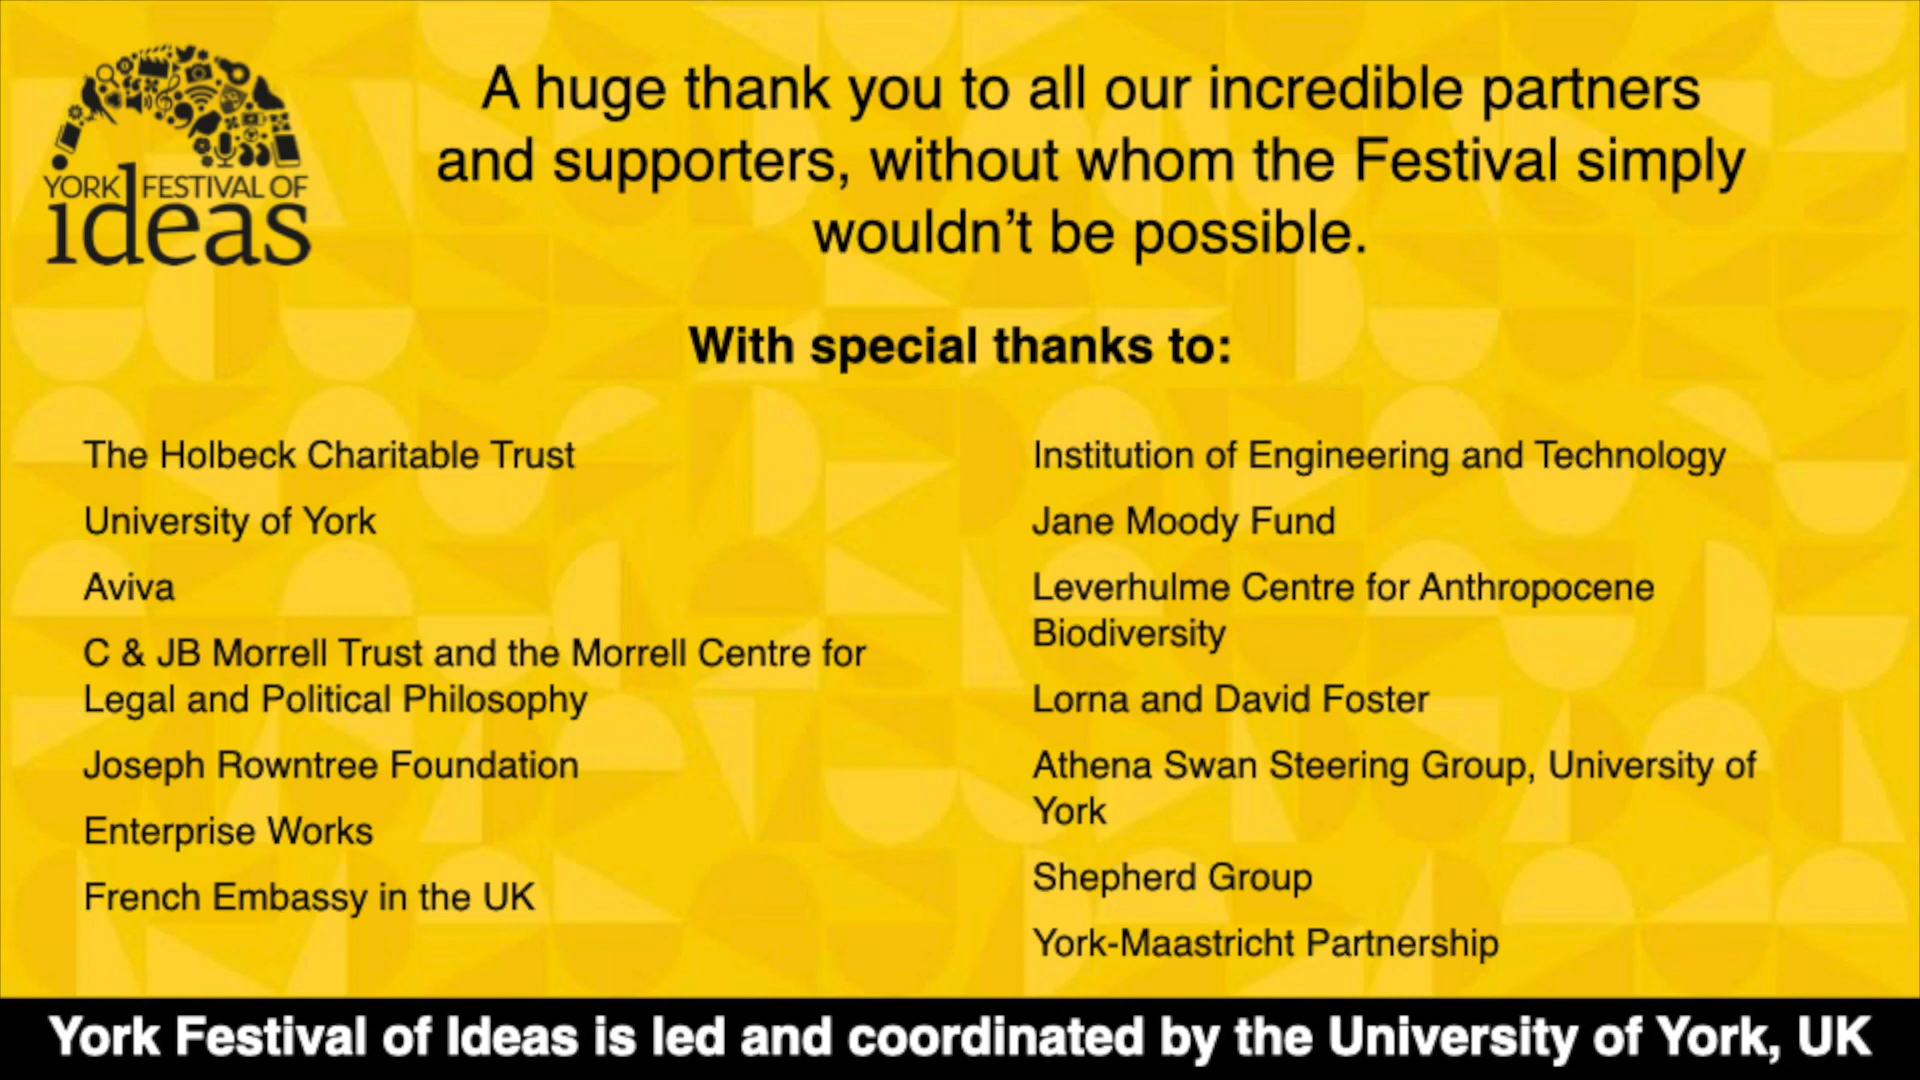 YORK FESTIVAL OF
ideas
A huge thank you to all our incredible partners
and supporters, without whom the Festival simply
wouldn’t be possible.
With special thanks to:
The Holbeck Charitable Trust
University of York
Aviva
C & JB Morrell Trust and the Morrell Centre for
Legal and Political Philosophy
Joseph Rowntree Foundation
Enterprise Works
French Embassy in the UK
Institution of Engineering and Technology
Jane Moody Fund
Leverhulme Centre for Anthropocene
Biodiversity
Lorna and David Foster
Athena Swan Steering Group, University of
York
Shepherd Group
York-Maastricht Partnership
York Festival of Ideas is led and coordinated by the University of York, UK